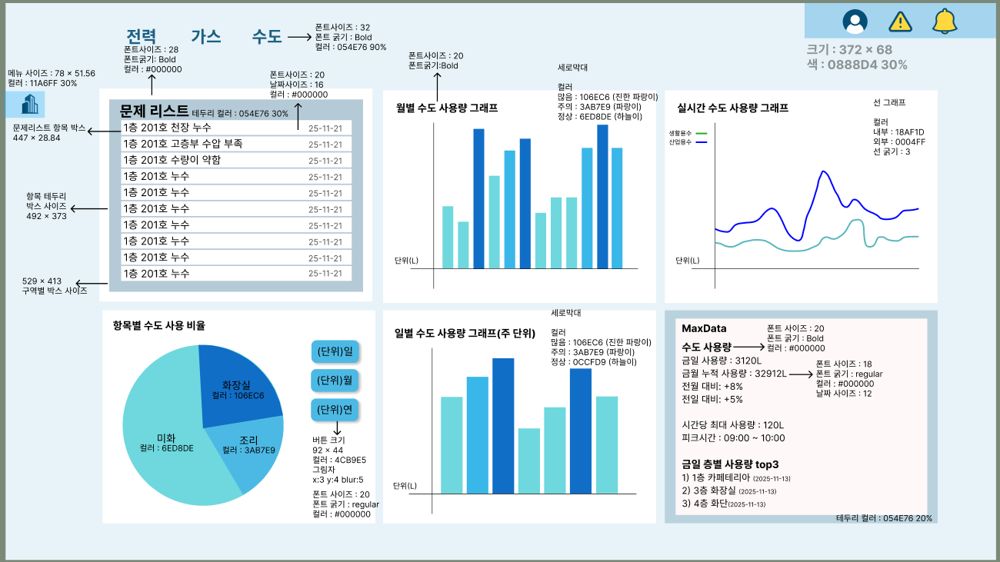 전력 가스 수도
폰트사이즈 : 32
폰트 굵기 : Bold
컬러 : 054E76 90%
크기 : 372 × 68
색 : 0888D4 30%
폰트사이즈 : 28
폰트굵기: Bold
컬러 : #000000
메뉴 사이즈 : 78 × 51.56
컬러 : 11A6FF 30%
폰트사이즈 : 20
날짜사이즈 : 16
컬러 : #000000
문제 리스트 테두리 컬러 : 054E76 30%
1층 201호 천장 누수 25-11-21
1층 201호 고층부 수압 부족 25-11-21
1층 201호 수량이 약함 25-11-21
1층 201호 누수 25-11-21
1층 201호 누수 25-11-21
1층 201호 누수 25-11-21
1층 201호 누수 25-11-21
1층 201호 누수 25-11-21
1층 201호 누수 25-11-21
1층 201호 누수 25-11-21
문제리스트 항목 박스
447 × 28.84
항목 테두리
박스 사이즈
492 × 373
529 × 413
구역별 박스 사이즈
폰트사이즈 : 20
폰트굵기:Bold
월별 수도 사용량 그래프
세로막대
컬러
많음 : 106EC6 (진한 파랑이)
주의 : 3AB7E9 (파랑이)
정상 : 6ED8DE (하늘이)
단위(L)
실시간 수도 사용량 그래프
선 그래프
컬러
내부 : 18AF1D
외부 : 0004FF
선 굵기 : 3
생활용수
산업용수
단위(L)
항목별 수도 사용 비율
화장실
컬러 : 106EC6
미화
컬러 : 6ED8DE
조리
컬러 : 3AB7E9
(단위)일
(단위)월
(단위)연
버튼 크기
92 × 44
컬러 : 4CB9E5
그림자
x:3 y:4 blur:5
폰트 사이즈 : 20
폰트 굵기 : regular
컬러 : #000000
일별 수도 사용량 그래프(주 단위)
세로막대
컬러
많음 : 106EC6 (진한 파랑이)
주의 : 3AB7E9 (파랑이)
정상 : 0CCFD9 (하늘이)
단위(L)
MaxData
수도 사용량
폰트 사이즈 : 20
폰트 굵기 : Bold
컬러 : #000000
금일 사용량 : 3120L
금월 누적 사용량 : 32912L
전월 대비: +8%
전일 대비: +5%
폰트 사이즈 : 18
폰트 굵기 : regular
컬러 : #000000
날짜 사이즈 : 12
시간당 최대 사용량 : 120L
피크시간 : 09:00 ~ 10:00
금일 층별 사용량 top3
1) 1층 카페테리아 (2025-11-13)
2) 3층 화장실 (2025-11-13)
3) 4층 화단(2025-11-13)
테두리 컬러 : 054E76 20%